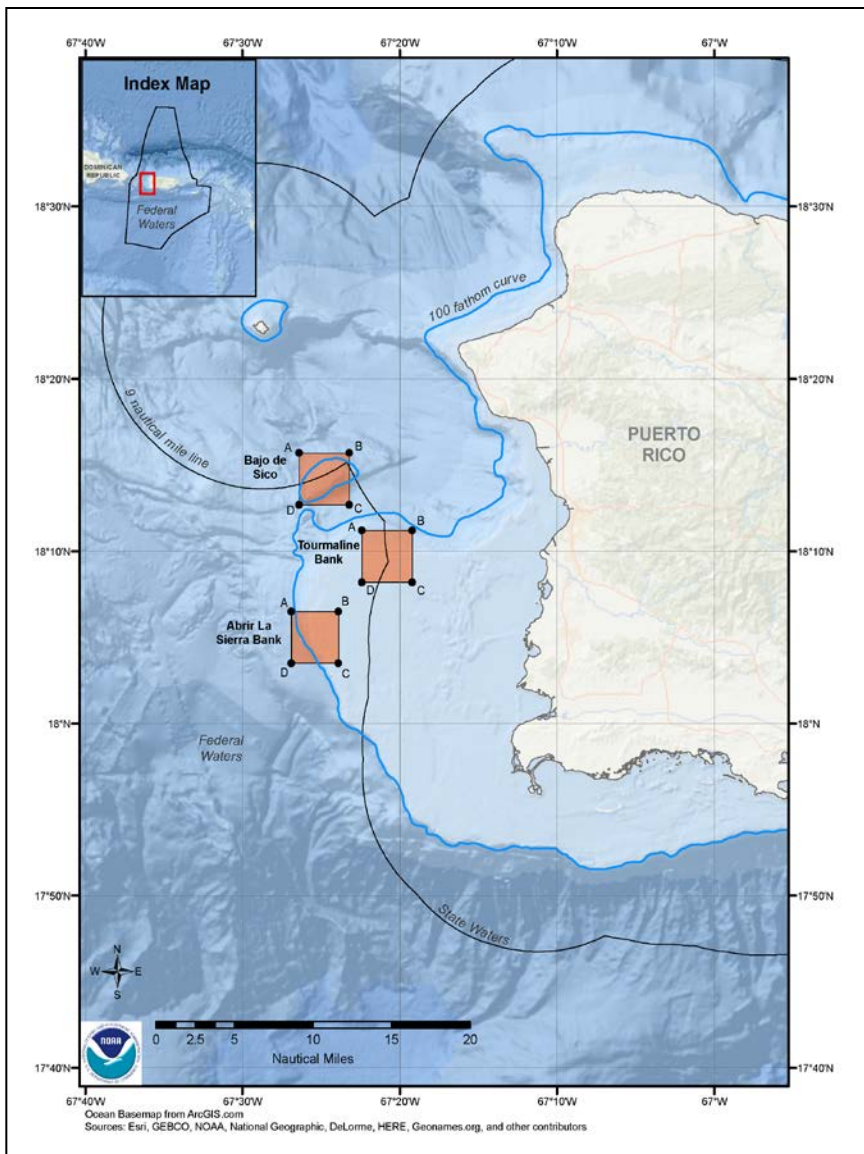 67°40'W 67°30'W 67°20'W 67°10'W 67°W
Index Map
DOMINICAN
REPUBLIC
Federal
Waters
18°30'N 18°30'N
100 fathom curve
18°20'N 18°20'N
9 nautical mile line
PUERTO
RICO
A B
Bajo de
Sico
D C
A B
18°10'N 18°10'N
Tourmaline
Bank
D C
A B
Abrir La
Sierra Bank
D C
18°N 18°N
Federal
Waters
17°50'N 17°50'N
State Waters
N
W E
S
NOAA
0 2.5 5 10 15 20
Nautical Miles
17°40'N 17°40'N
67°40'W 67°30'W 67°20'W 67°10'W 67°W
Ocean Basemap from ArcGIS.com
Sources: Esri, GEBCO, NOAA, National Geographic, DeLorme, HERE, Geonames.org, and other contributors